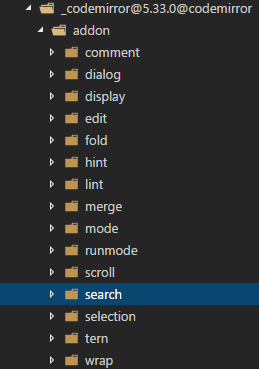 _codemirror@5.33.0@codemirror
addon
comment
dialog
display
edit
fold
hint
lint
merge
mode
runmode
scroll
search
selection
tern
wrap